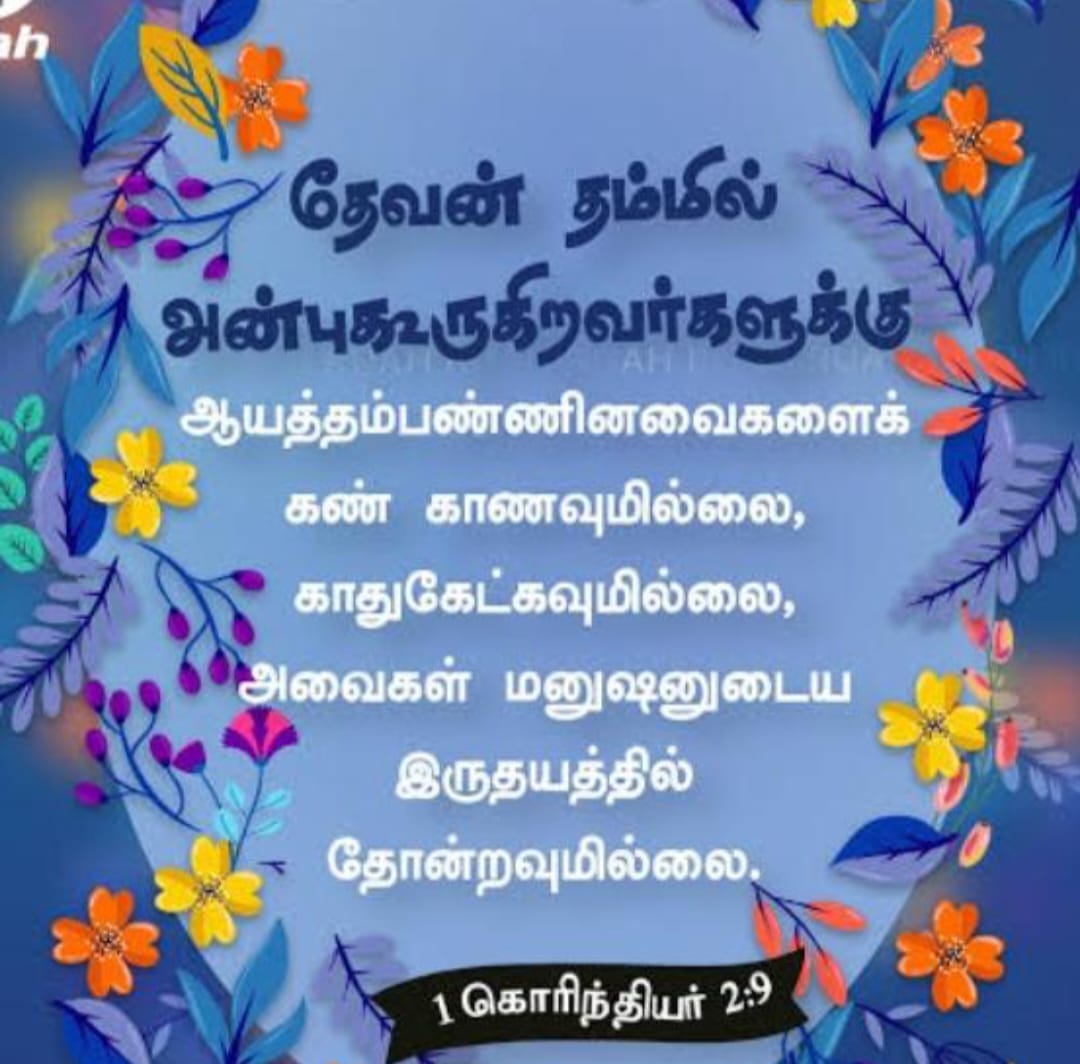 ah
தேவன் தம்மில்
அன்புகூருகிறவர்களுக்கு
ஆயத்தம்பண்ணினவைகளைக்
கண் காணவுமில்லை,
காதுகேட்கவுமில்லை,
அவைகள் மனுஷனுடைய
இருதயத்தில்
தோன்றவுமில்லை.
1 கொரிந்தியர் 2:9